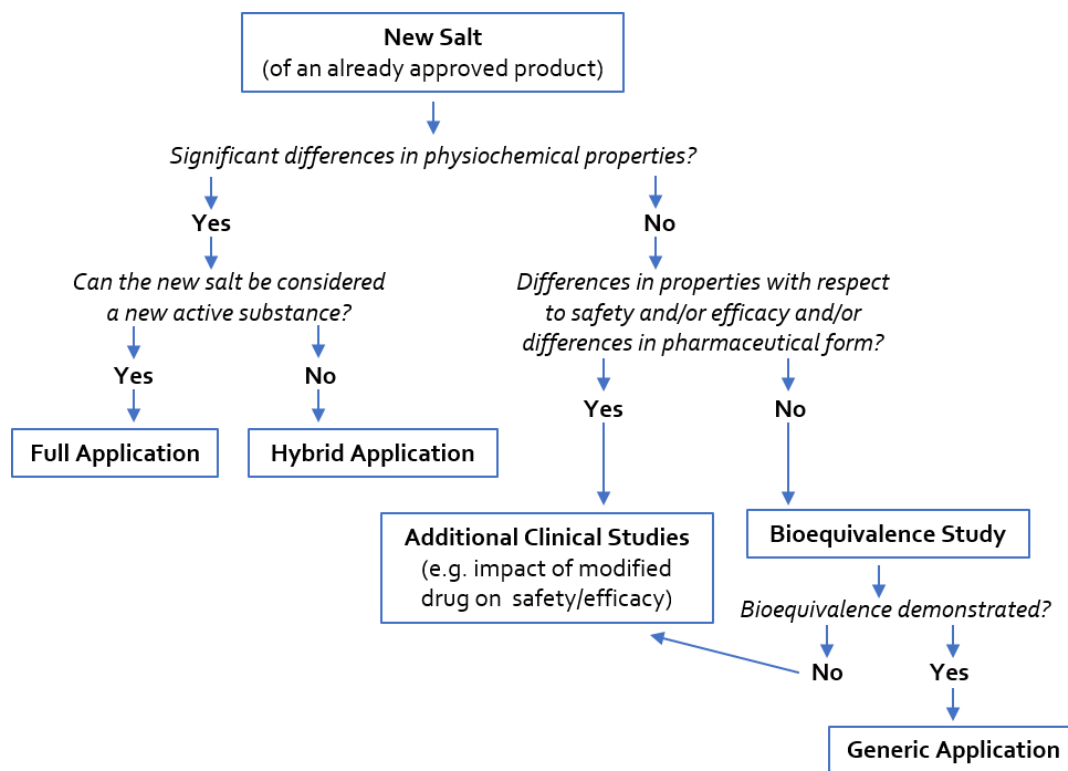 New Salt
(of an already approved product)
Significant differences in physiochemical properties?
Yes
No
Can the new salt be considered
a new active substance?
Differences in properties with respect
to safety and/or efficacy and/or
differences in pharmaceutical form?
Yes
No
Yes
No
Full Application
Hybrid Application
Additional Clinical Studies
(e.g. impact of modified
drug on safety/efficacy)
Bioequivalence Study
Bioequivalence demonstrated?
No
Yes
Generic Application